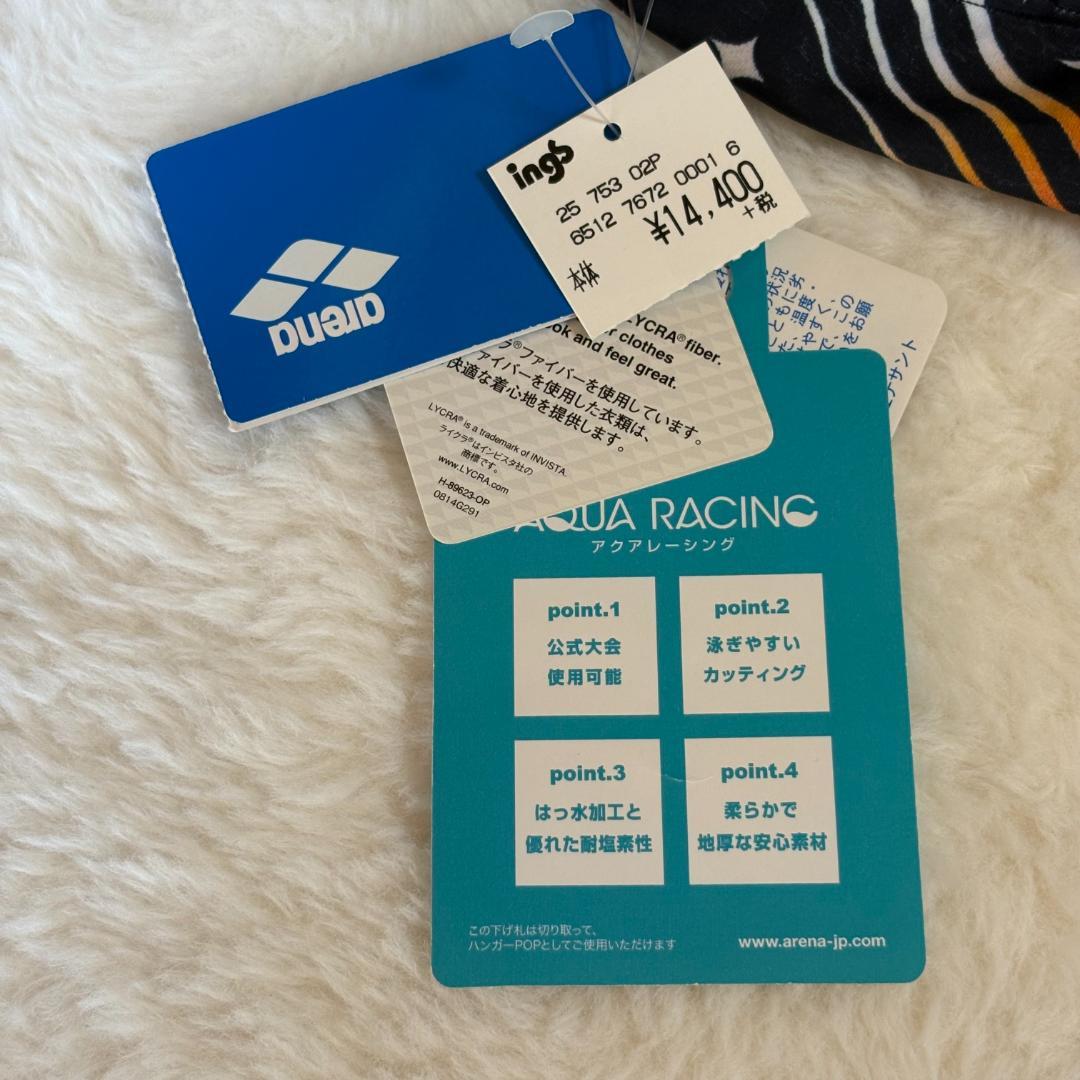 arena
ings
25 753 02P
6512 7672 0001 6
¥14,400
+税
本体
LYCRA® fiber.
clothes
and feel great.
ファイバーを使用しています。
ァイバーを使用した衣類は、
快適な着心地を提供します。
LYCRA® is a trademark of INVISTA.
ライクラ®はインビスタ社の
商標です。
www.LYCRA.com
H-89623-OP
0814G291
AQUA RACING
アクアレーシング
point.1
公式大会
使用可能
point.2
泳ぎやすい
カッティング
point.3
はっ水加工と
優れた耐塩素性
point.4
柔らかで
地厚な安心素材
この下げ札は切り取って、
ハンガーPOPとしてご使用いただけます
www.arena-jp.com